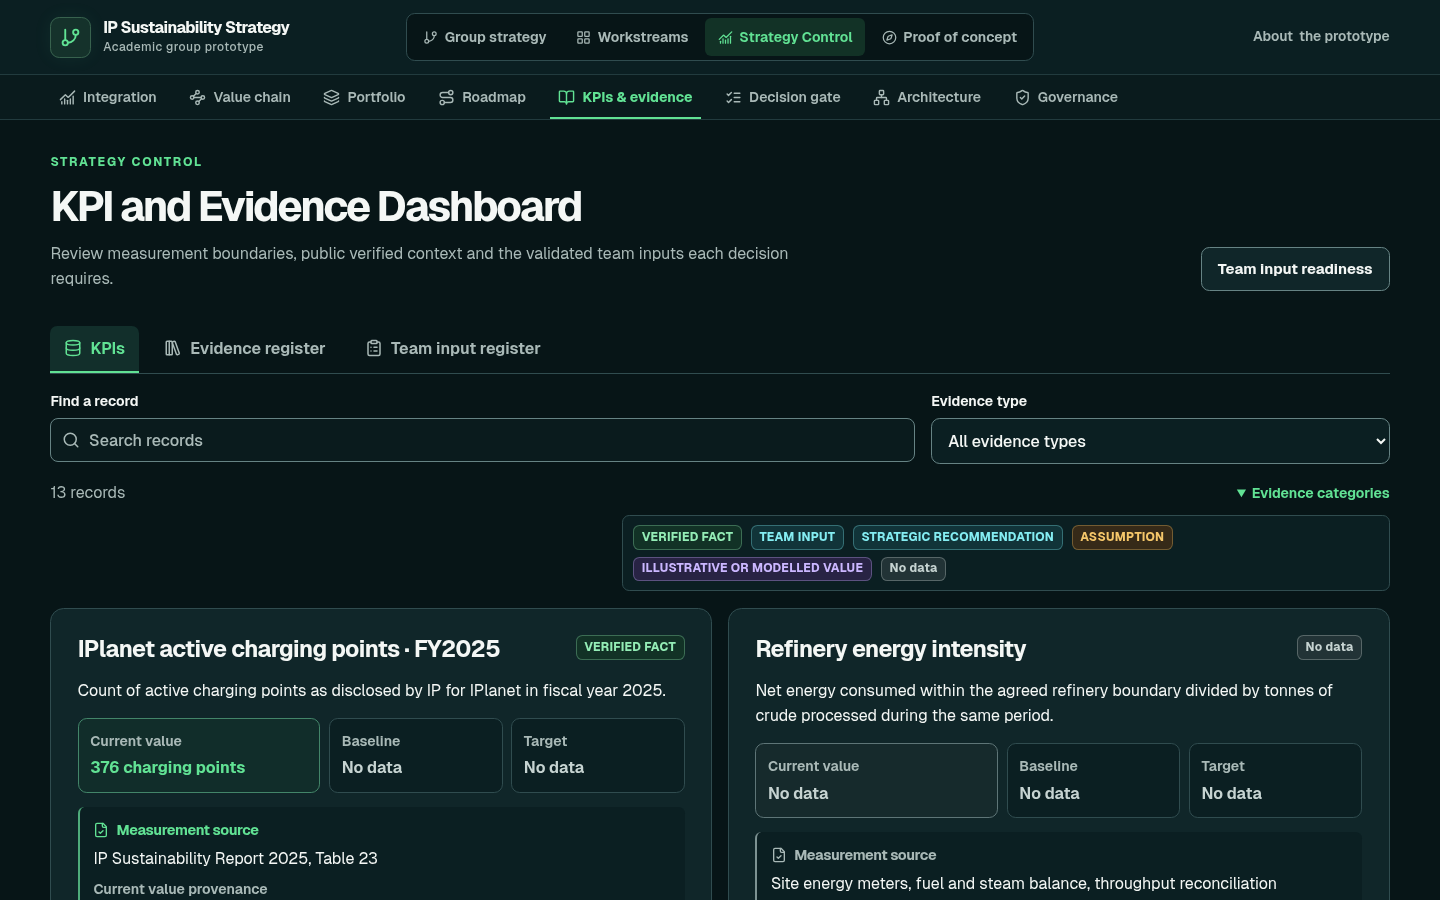 IP Sustainability Strategy
Academic group prototype
Group strategy
Workstreams
Strategy Control
Proof of concept
About the prototype
Integration
Value chain
Portfolio
Roadmap
KPIs & evidence
Decision gate
Architecture
Governance
STRATEGY CONTROL
KPI and Evidence Dashboard
Review measurement boundaries, public verified context and the validated team inputs each decision
requires.
Team input readiness
KPIs
Evidence register
Team input register
Find a record
Evidence type
Search records
All evidence types
13 records
▼ Evidence categories
VERIFIED FACT
TEAM INPUT
STRATEGIC RECOMMENDATION
ASSUMPTION
ILLUSTRATIVE OR MODELLED VALUE
No data
IPlanet active charging points · FY2025
VERIFIED FACT
Count of active charging points as disclosed by IP for IPlanet in fiscal year 2025.
Current value
376 charging points
Baseline
No data
Target
No data
Measurement source
IP Sustainability Report 2025, Table 23
Current value provenance
Refinery energy intensity
No data
Net energy consumed within the agreed refinery boundary divided by tonnes of
crude processed during the same period.
Current value
No data
Baseline
No data
Target
No data
Measurement source
Site energy meters, fuel and steam balance, throughput reconciliation